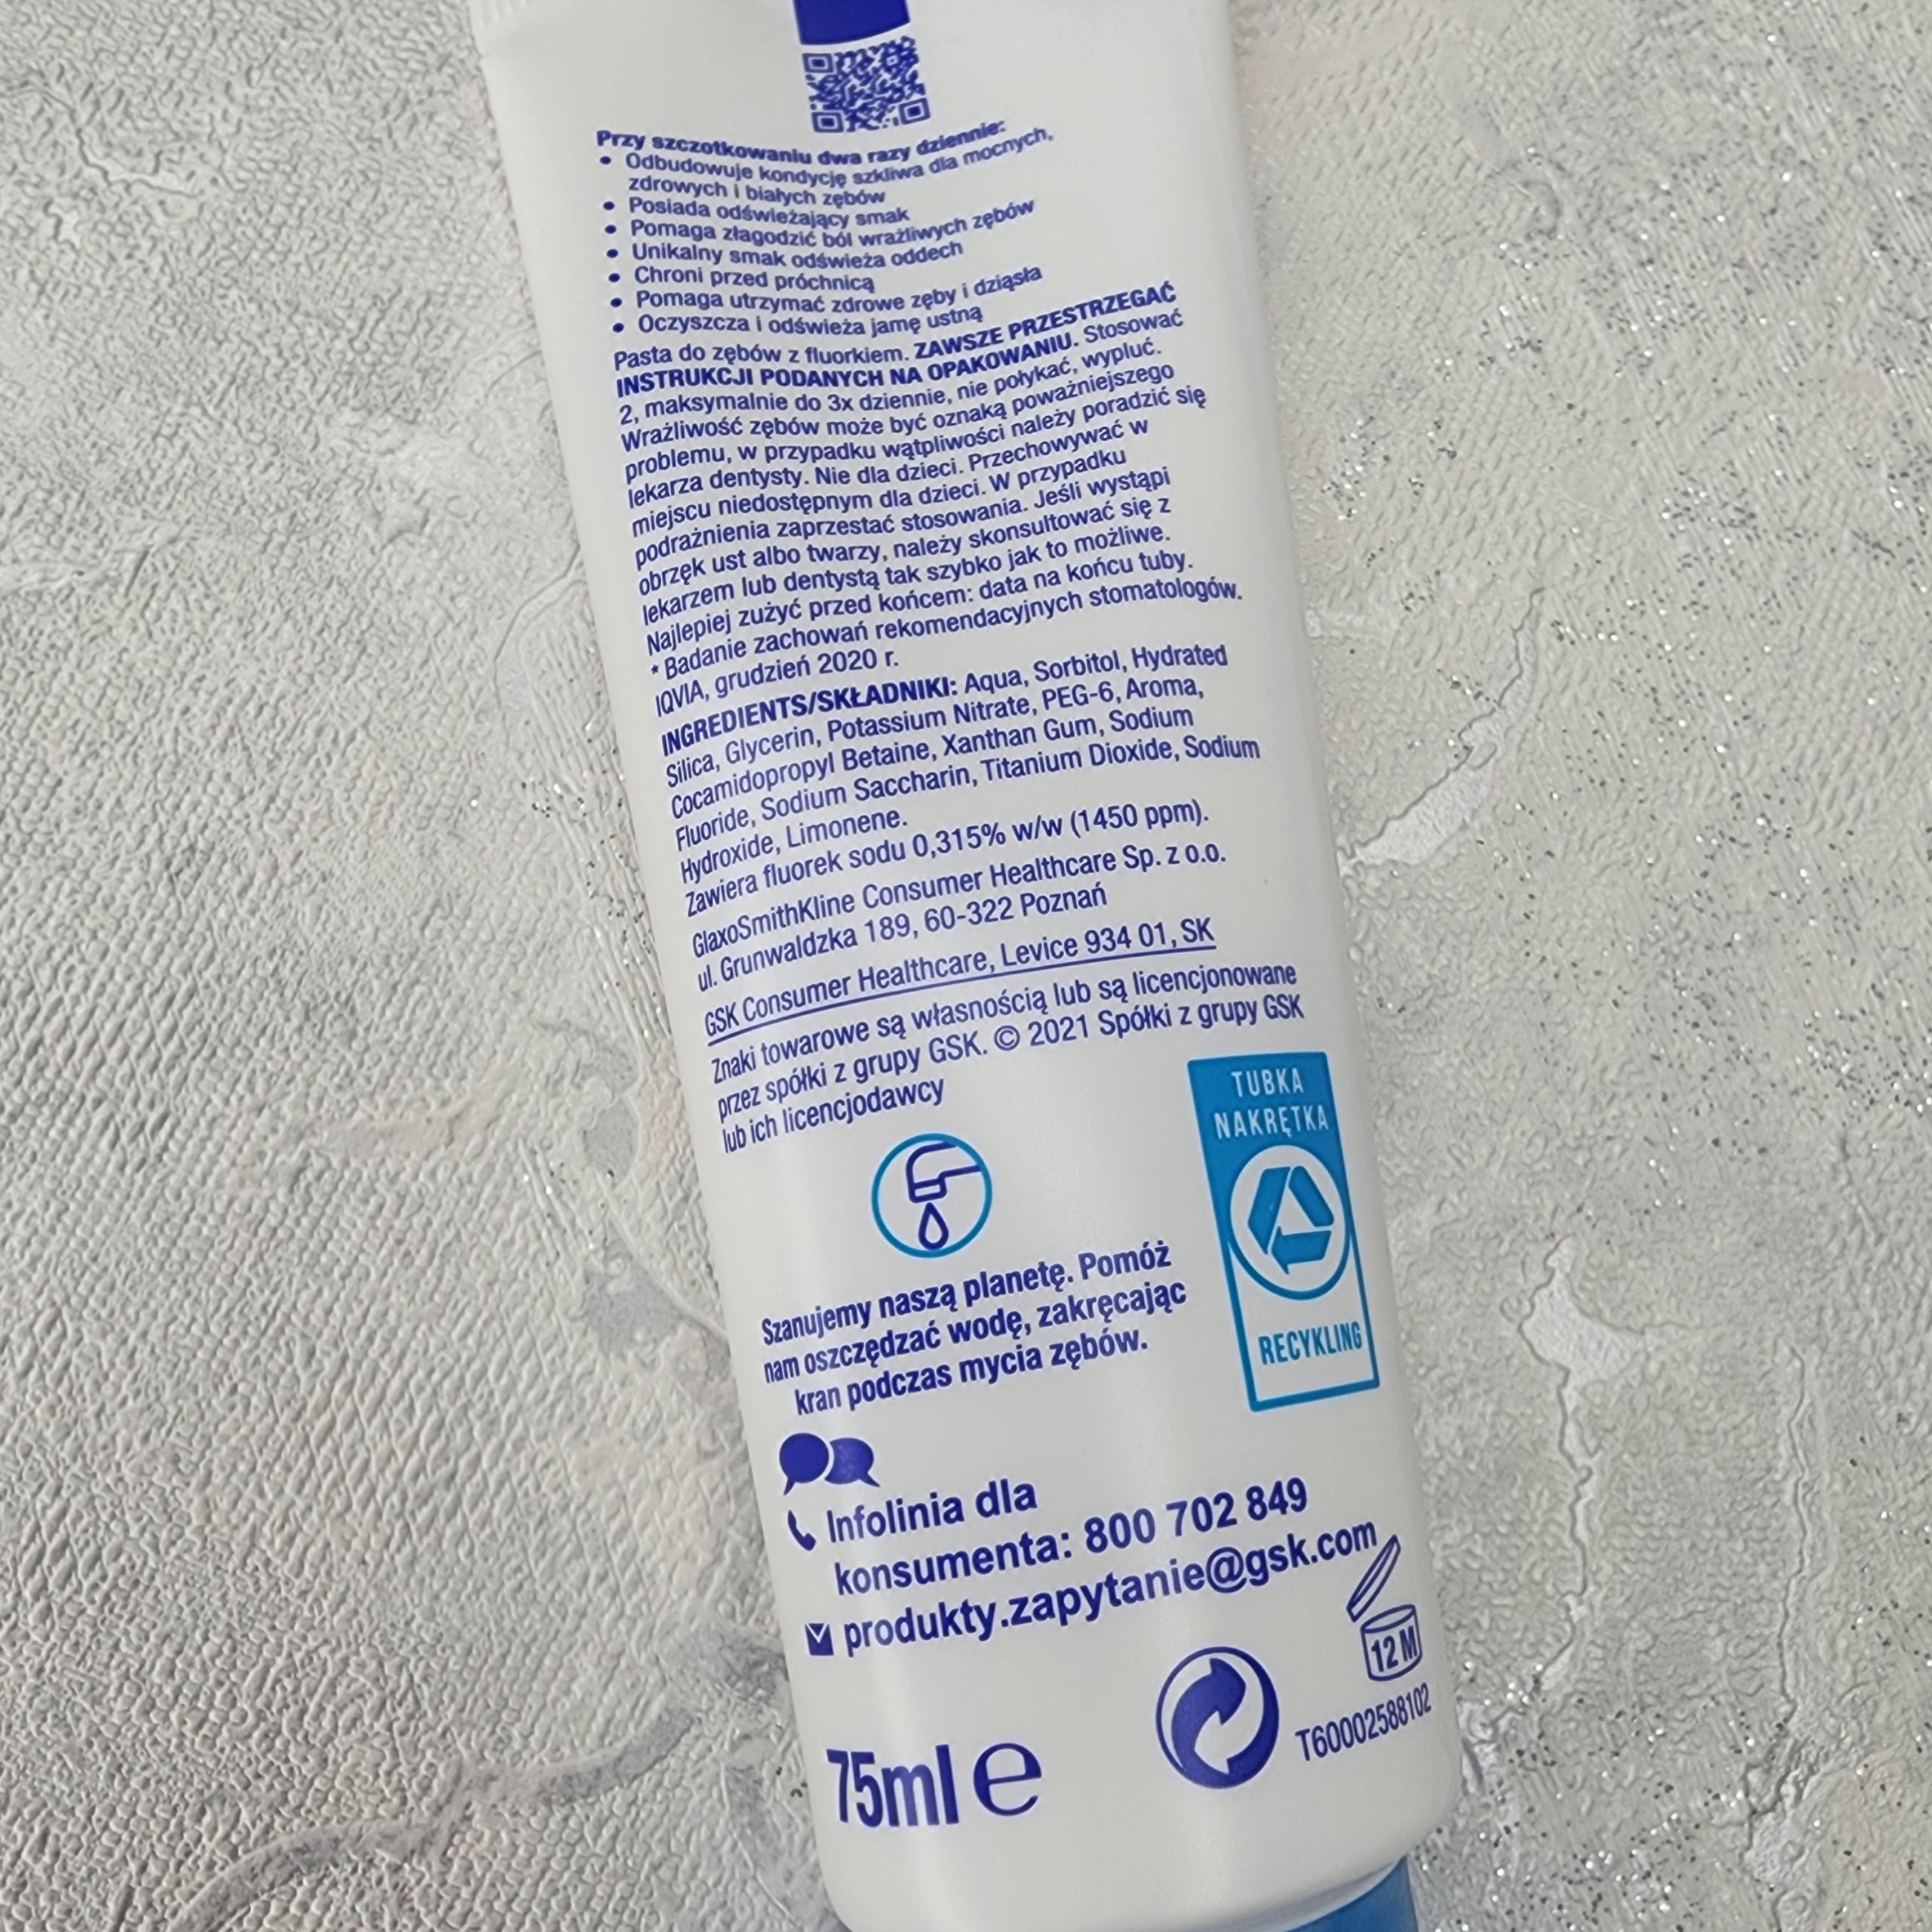 Przy szczotkowaniu dwa razy dziennie:
• Odbudowuje kondycję szkliwa dla mocnych,
zdrowych i białych zębów
• Posiada odświeżający smak
• Pomaga złagodzić ból wrażliwych zębów
• Unikalny smak odświeża oddech
• Chroni przed próchnicą
• Pomaga utrzymać zdrowe zęby i dziąsła
• Oczyszcza i odświeża jamę ustną
Pasta do zębów z fluorkiem. ZAWSZE PRZESTRZEGAĆ
INSTRUKCJI PODANYCH NA OPAKOWANIU. Stosować
2, maksymalnie do 3x dziennie, nie połykać, wypluć.
Wrażliwość zębów może być oznaką poważniejszego
problemu, w przypadku wątpliwości należy poradzić się
lekarza dentysty. Nie dla dzieci. Przechowywać w
miejscu niedostępnym dla dzieci. W przypadku
podrażnienia zaprzestać stosowania. Jeśli wystąpi
obrzęk ust albo twarzy, należy skonsultować się z
lekarzem lub dentystą tak szybko jak to możliwe.
Najlepiej zużyć przed końcem: data na końcu tuby.
* Badanie zachowań rekomendacyjnych stomatologów.
IQVIA, grudzień 2020 r.
INGREDIENTS/SKŁADNIKI: Aqua, Sorbitol, Hydrated
Silica, Glycerin, Potassium Nitrate, PEG-6, Aroma,
Cocamidopropyl Betaine, Xanthan Gum, Sodium
Fluoride, Sodium Saccharin, Titanium Dioxide, Sodium
Hydroxide, Limonene.
Zawiera fluorek sodu 0,315% w/w (1450 ppm).
GlaxoSmithKline Consumer Healthcare Sp. z o.o.
ul. Grunwaldzka 189, 60-322 Poznań
GSK Consumer Healthcare, Levice 934 01, SK
Znaki towarowe są własnością lub są licencjonowane
przez spółki z grupy GSK. © 2021 Spółki z grupy GSK
lub ich licencjodawcy
TUBKA
NAKRĘTKA
RECYKLING
Szanujemy naszą planetę. Pomóż
nam oszczędzać wodę, zakręcając
kran podczas mycia zębów.
Infolinia dla
konsumenta: 800 702 849
produkty.zapytanie@gsk.com
12 M
75ml e
T60002588102